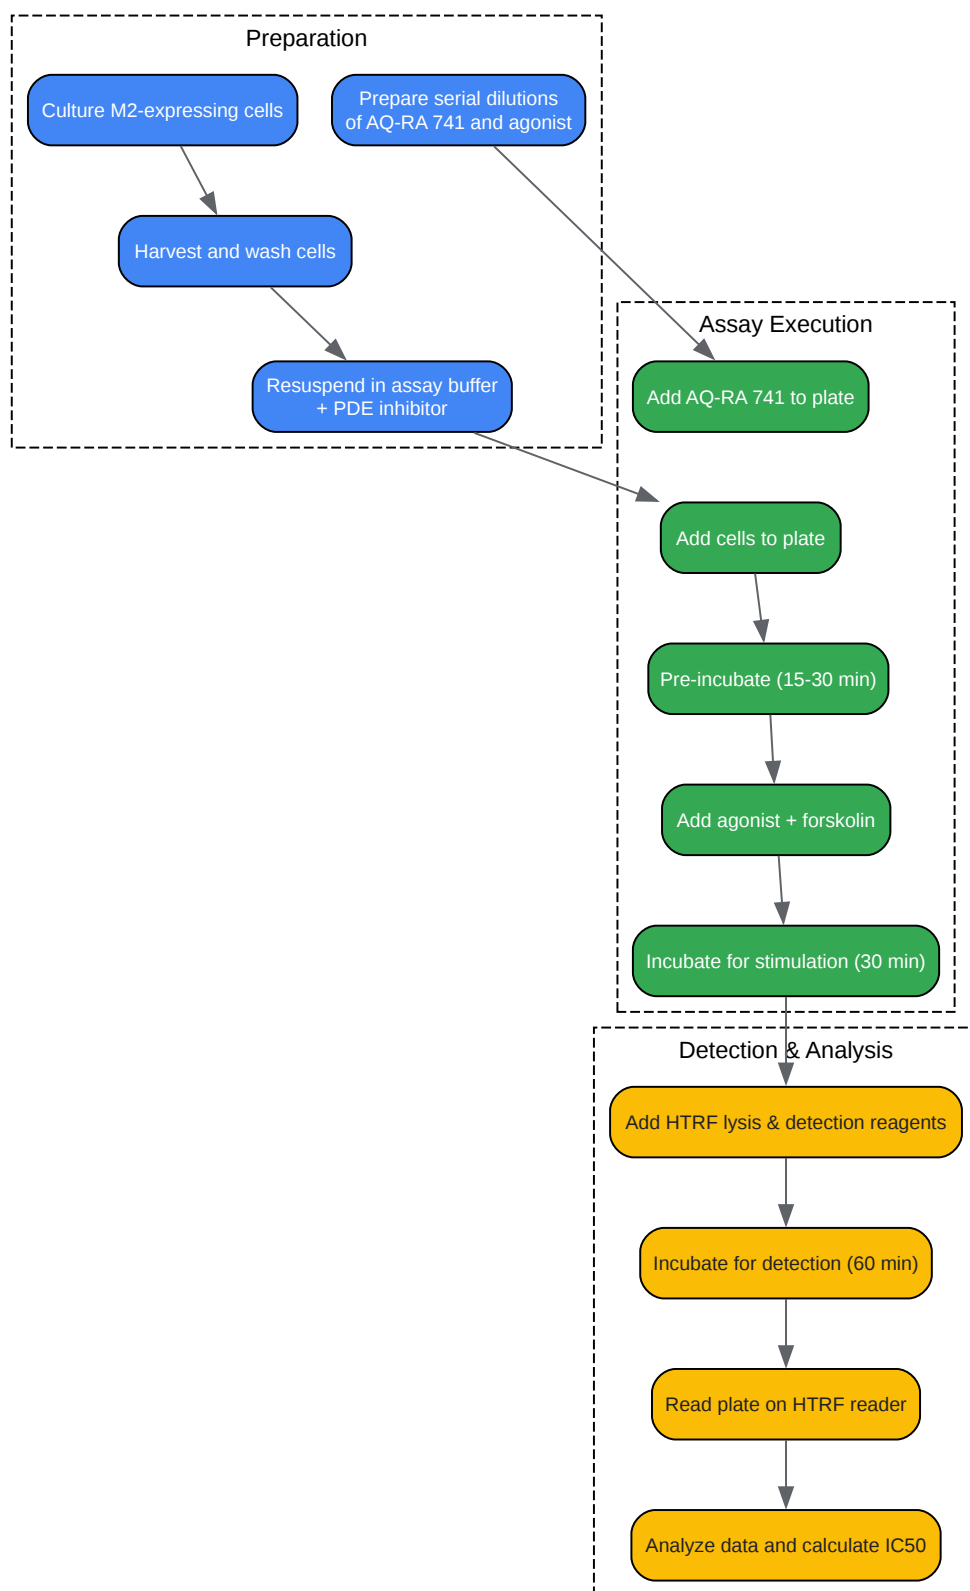 Preparation
Culture M2-expressing cells
Prepare serial dilutions
of AQ-RA 741 and agonist
Harvest and wash cells
Resuspend in assay buffer
+ PDE inhibitor
Assay Execution
Add AQ-RA 741 to plate
Add cells to plate
Pre-incubate (15-30 min)
Add agonist + forskolin
Incubate for stimulation (30 min)
Detection & Analysis
Add HTRF lysis & detection reagents
Incubate for detection (60 min)
Read plate on HTRF reader
Analyze data and calculate IC50